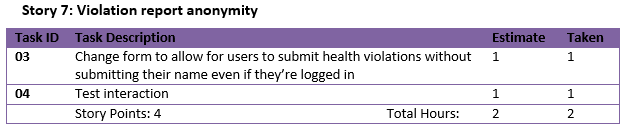 Story 7: Violation report anonymity
Task ID Task Description Estimate Taken
03 Change form to allow for users to submit health violations without 1 1
submitting their name even if they're logged in
04 Test interaction 1 1
Story Points: 4 Total Hours: 2 2